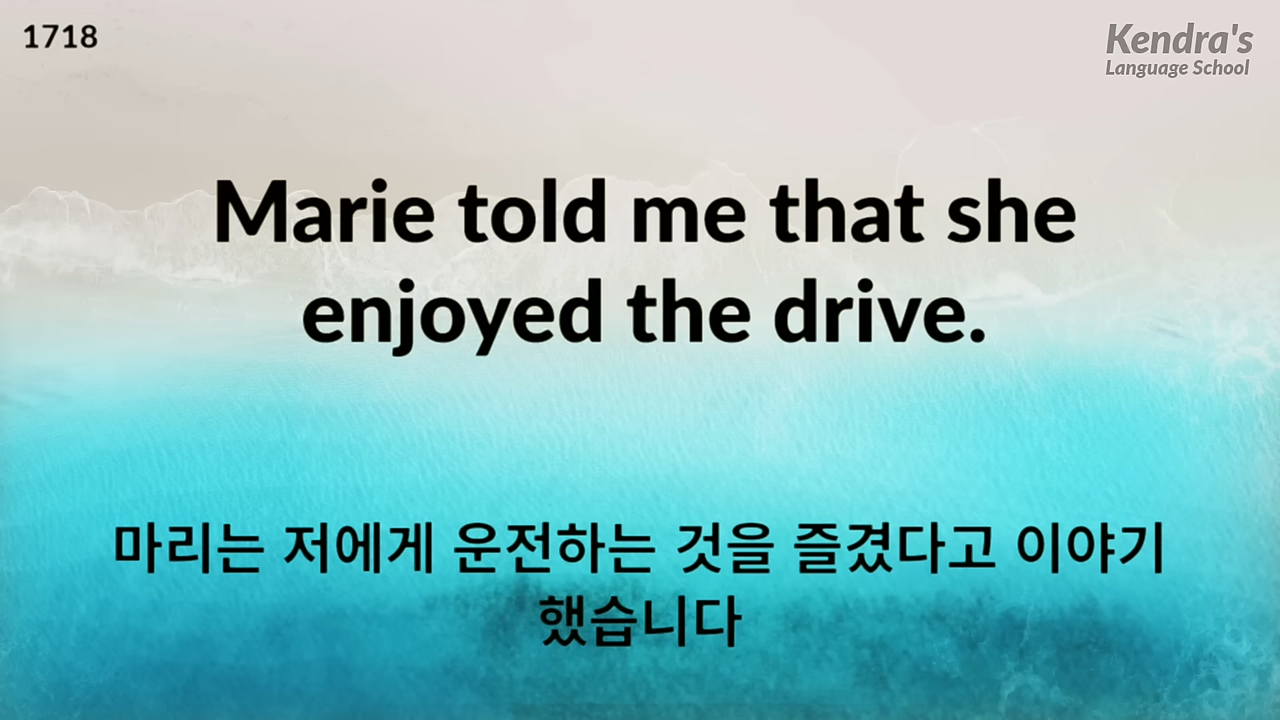 1718
Kendra's
Language School
Marie told me that she
enjoyed the drive.
마리는 저에게 운전하는 것을 즐겼다고 이야기
했습니다